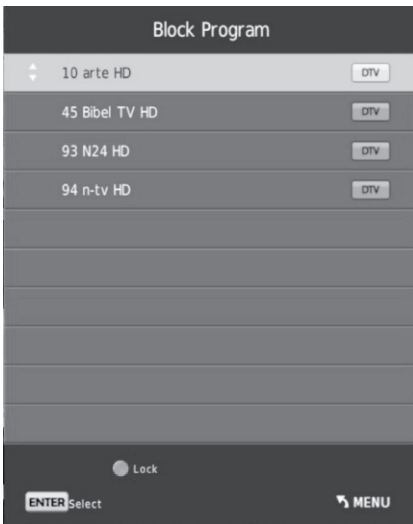 Block Program
10 arte HD DTV
45 Bibel TV HD DTV
93 N24 HD DTV
94 n-tv HD DTV
Lock
ENTER Select MENU